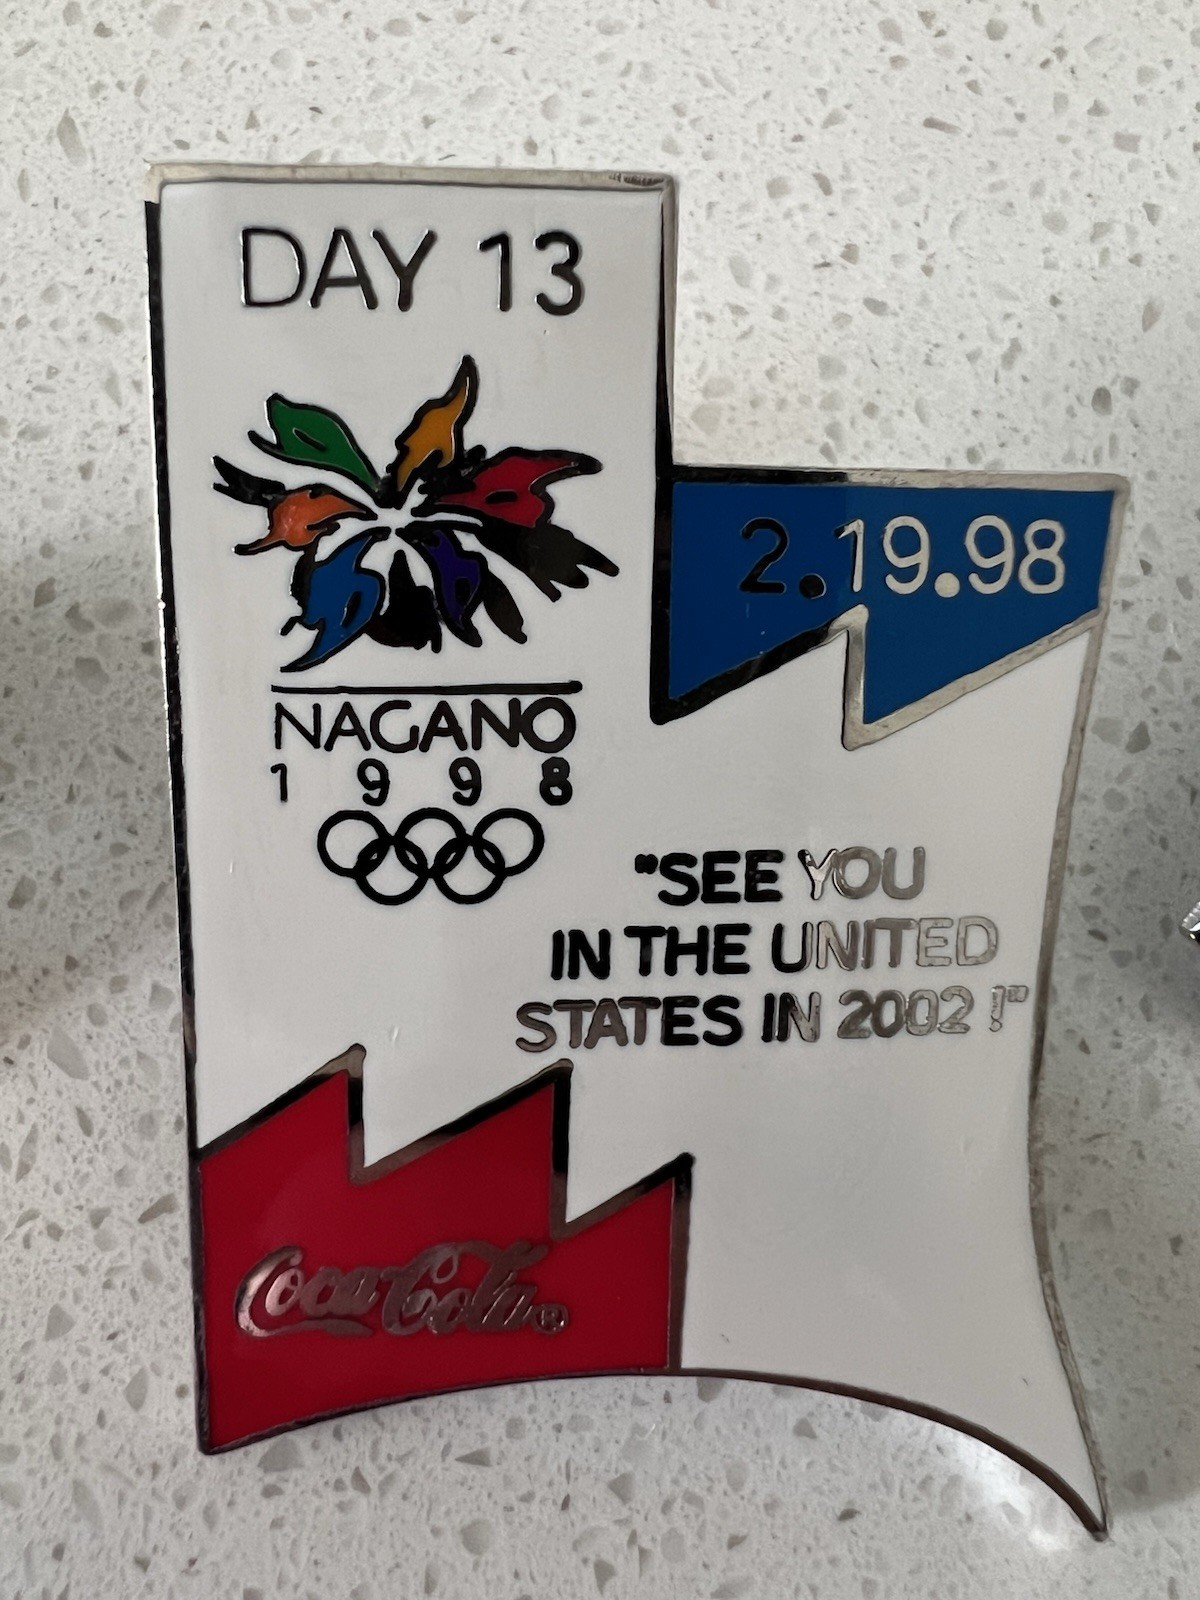 DAY 13
2.19.98
NAGANO
1998
"SEE YOU
IN THE UNITED
STATES IN 2002!"
Coca-Cola®